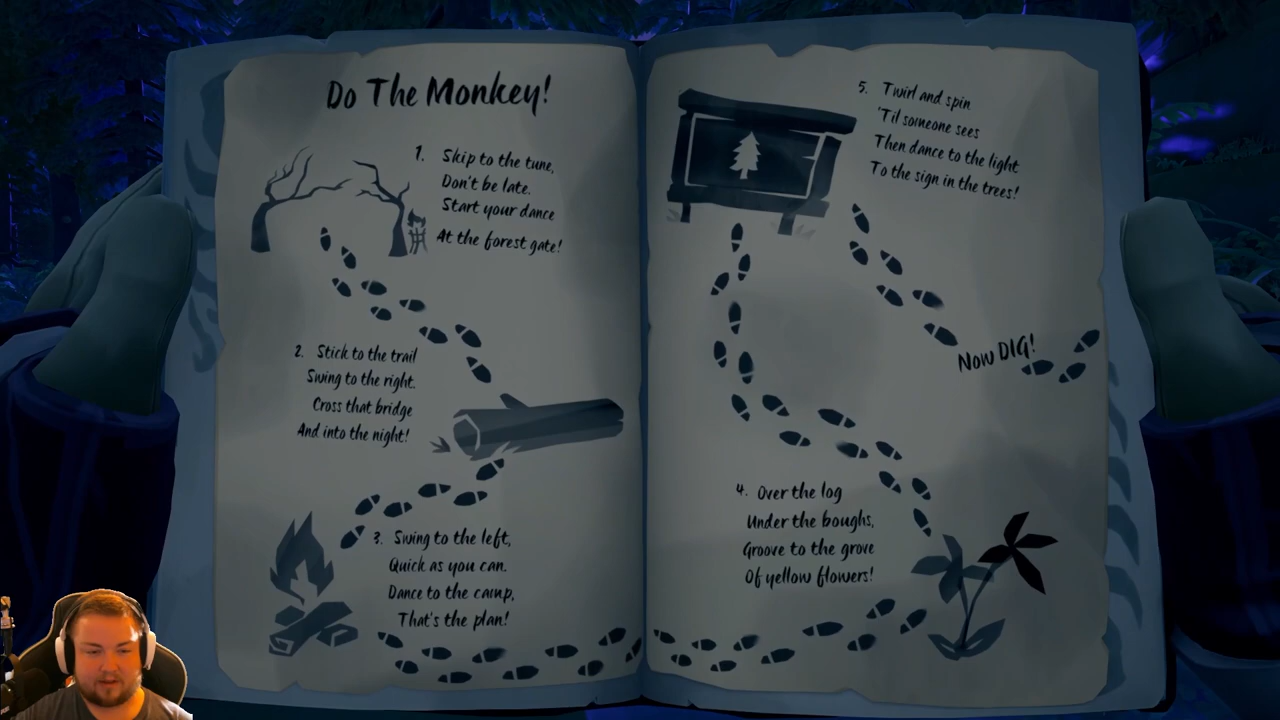 Do The Monkey!
1. Skip to the tune,
Don't be late.
Start your dance
At the forest gate!
2. Stick to the trail
Swing to the right.
Cross that bridge
And into the night!
3. Swing to the left,
Quick as you can.
Dance to the camp,
That's the plan!
4. Over the log
Under the boughs,
Groove to the grove
Of yellow flowers!
5. Twirl and spin
'Til someone sees
Then dance to the light
To the sign in the trees!
Now DIG!